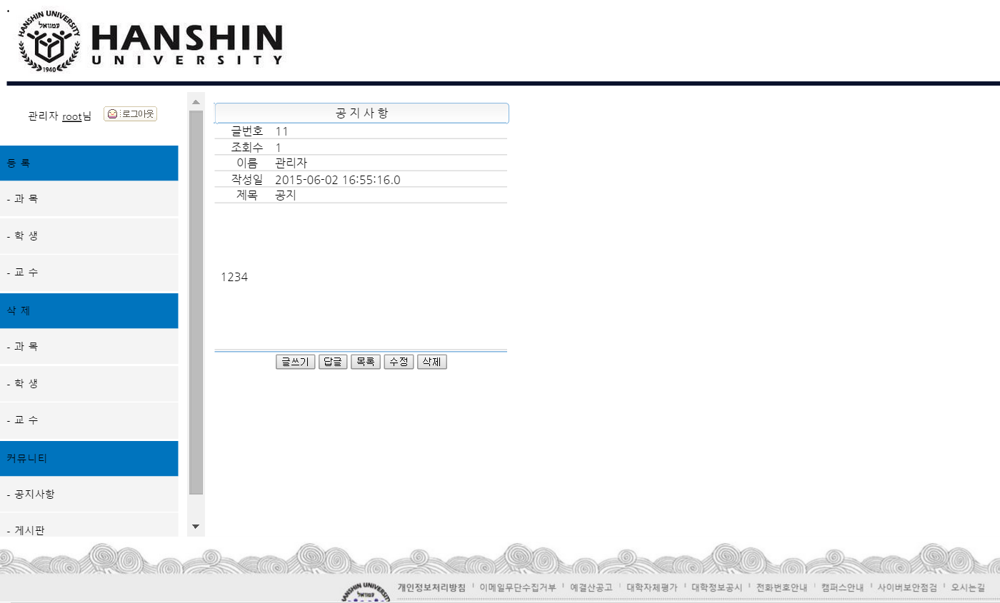 HANSHIN UNIVERSITY
עמנואל
1940
HANSHIN
UNIVERSITY
관리자 root님 로그아웃
등 록
- 과 목
- 학 생
- 교 수
삭 제
- 과 목
- 학 생
- 교 수
커뮤니티
- 공지사항
- 게시판
공 지 사 항
글번호 11
조회수 1
이름 관리자
작성일 2015-06-02 16:55:16.0
제목 공지
1234
글쓰기 답글 목록 수정 삭제
개인정보처리방침 이메일무단수집거부 예결산공고 대학자체평가 대학정보공시 전화번호안내 캠퍼스안내 사이버보안점검 오시는길